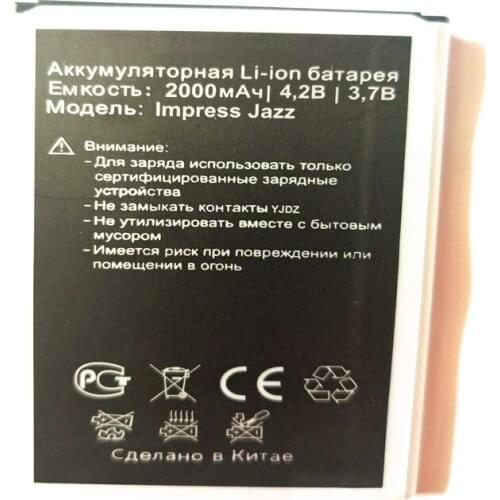 Аккумуляторная Li-ion батарея
Емкость: 2000мАч| 4,2В | 3,7В
Модель: Impress Jazz
Внимание:
- Для заряда использовать только
сертифицированные зарядные
устройства
- Не замыкать контакты YJDZ
- Не утилизировать вместе с бытовым
мусором
- Имеется риск при повреждении или
помещении в огонь
РСТ CE
Сделано в Китае